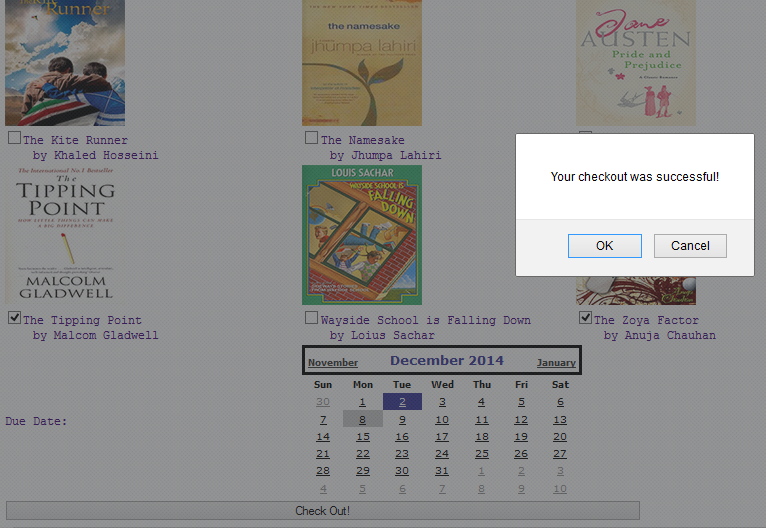 the Kite
Runner
THE NEW YORK TIMES BESTSELLER
the namesake
jhumpa lahiri
Jane
AUSTEN
Pride and
Prejudice
The Kite Runner
by Khaled Hosseini
The Namesake
by Jhumpa Lahiri
Your checkout was successful!
OK Cancel
The International No 1 Bestseller
The
TIPPING
POINT
HOW LITTLE THINGS CAN MAKE
A BIG DIFFERENCE
MALCOLM
GLADWELL
LOUIS SACHAR
WAYSIDE SCHOOL IS
FALLING
DOWN
The Tipping Point
by Malcom Gladwell
Wayside School is Falling Down
by Loius Sachar
The Zoya Factor
by Anuja Chauhan
November December 2014 January
Sun Mon Tue Wed Thu Fri Sat
30 1 2 3 4 5 6
Due Date:
7 8 9 10 11 12 13
14 15 16 17 18 19 20
21 22 23 24 25 26 27
28 29 30 31 1 2 3
4 5 6 7 8 9 10
Check Out!